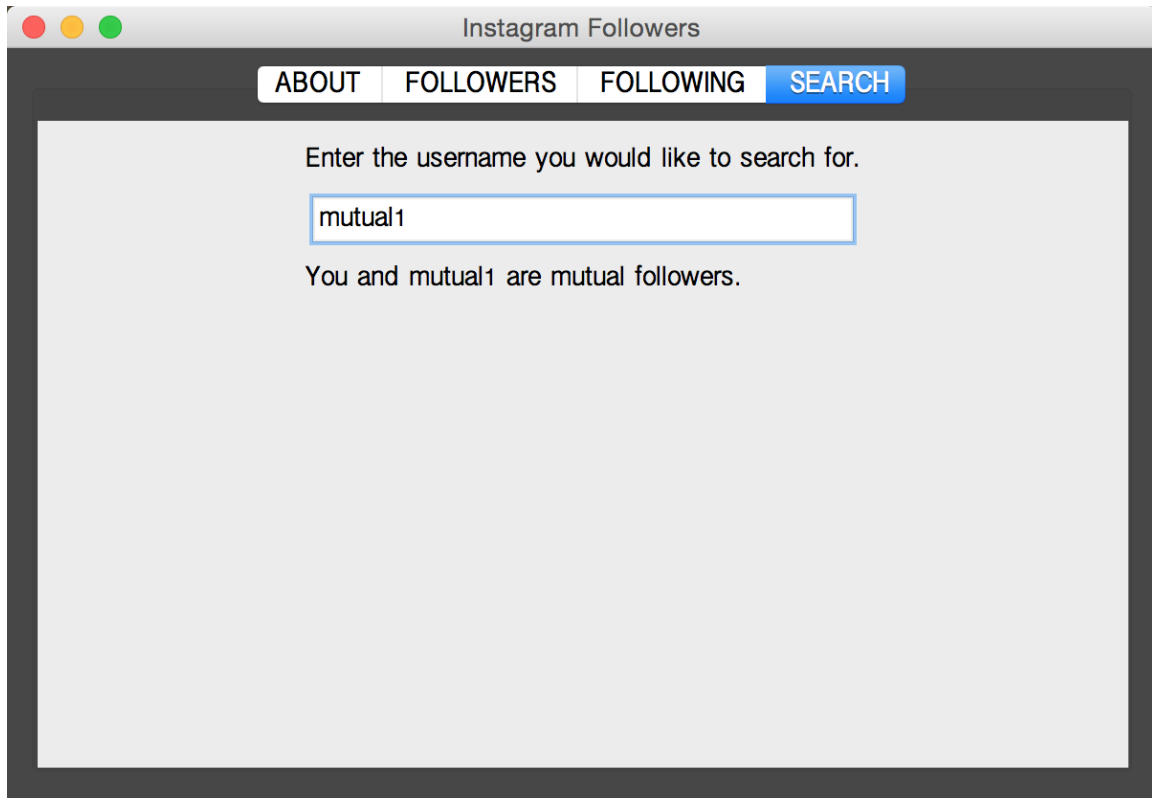 Instagram Followers
ABOUT FOLLOWERS FOLLOWING SEARCH
Enter the username you would like to search for.
mutual1
You and mutual1 are mutual followers.